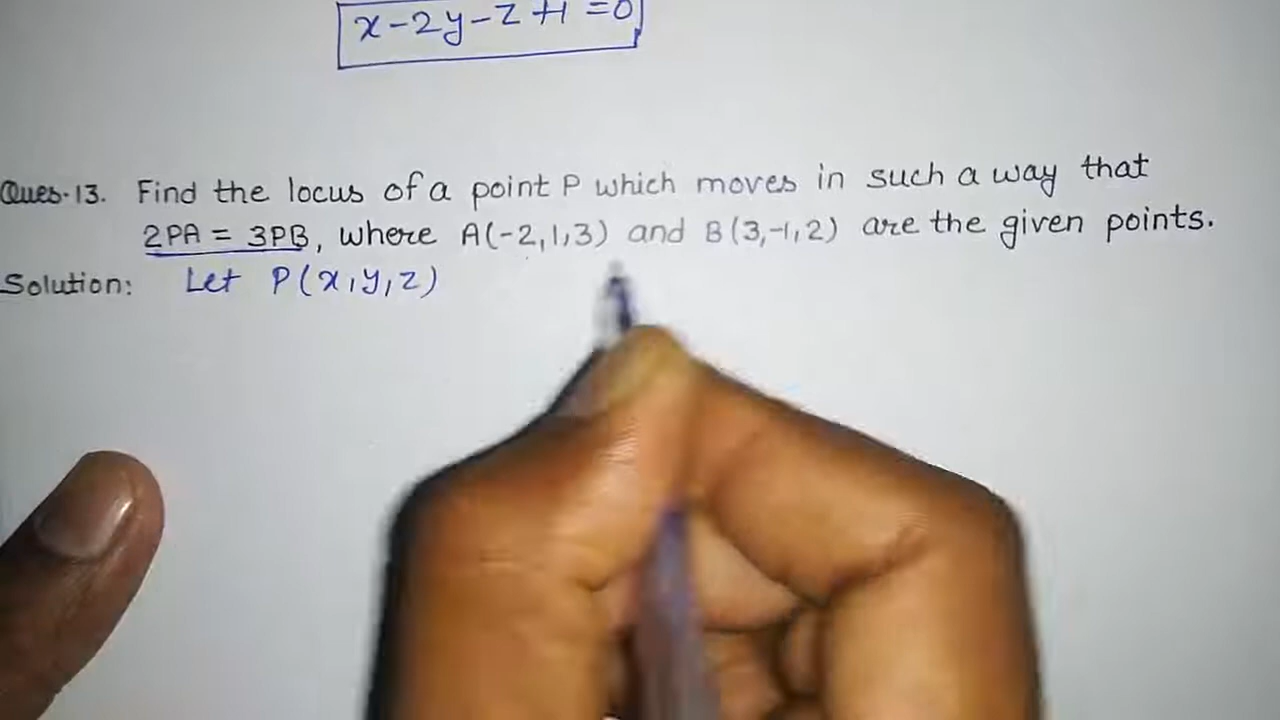 x-2y-z+1=0
Ques·13. Find the locus of a point P which moves in such a way that
2PA = 3PB, where A(-2,1,3) and B(3,-1,2) are the given points.
Solution: Let P(x,y,z)